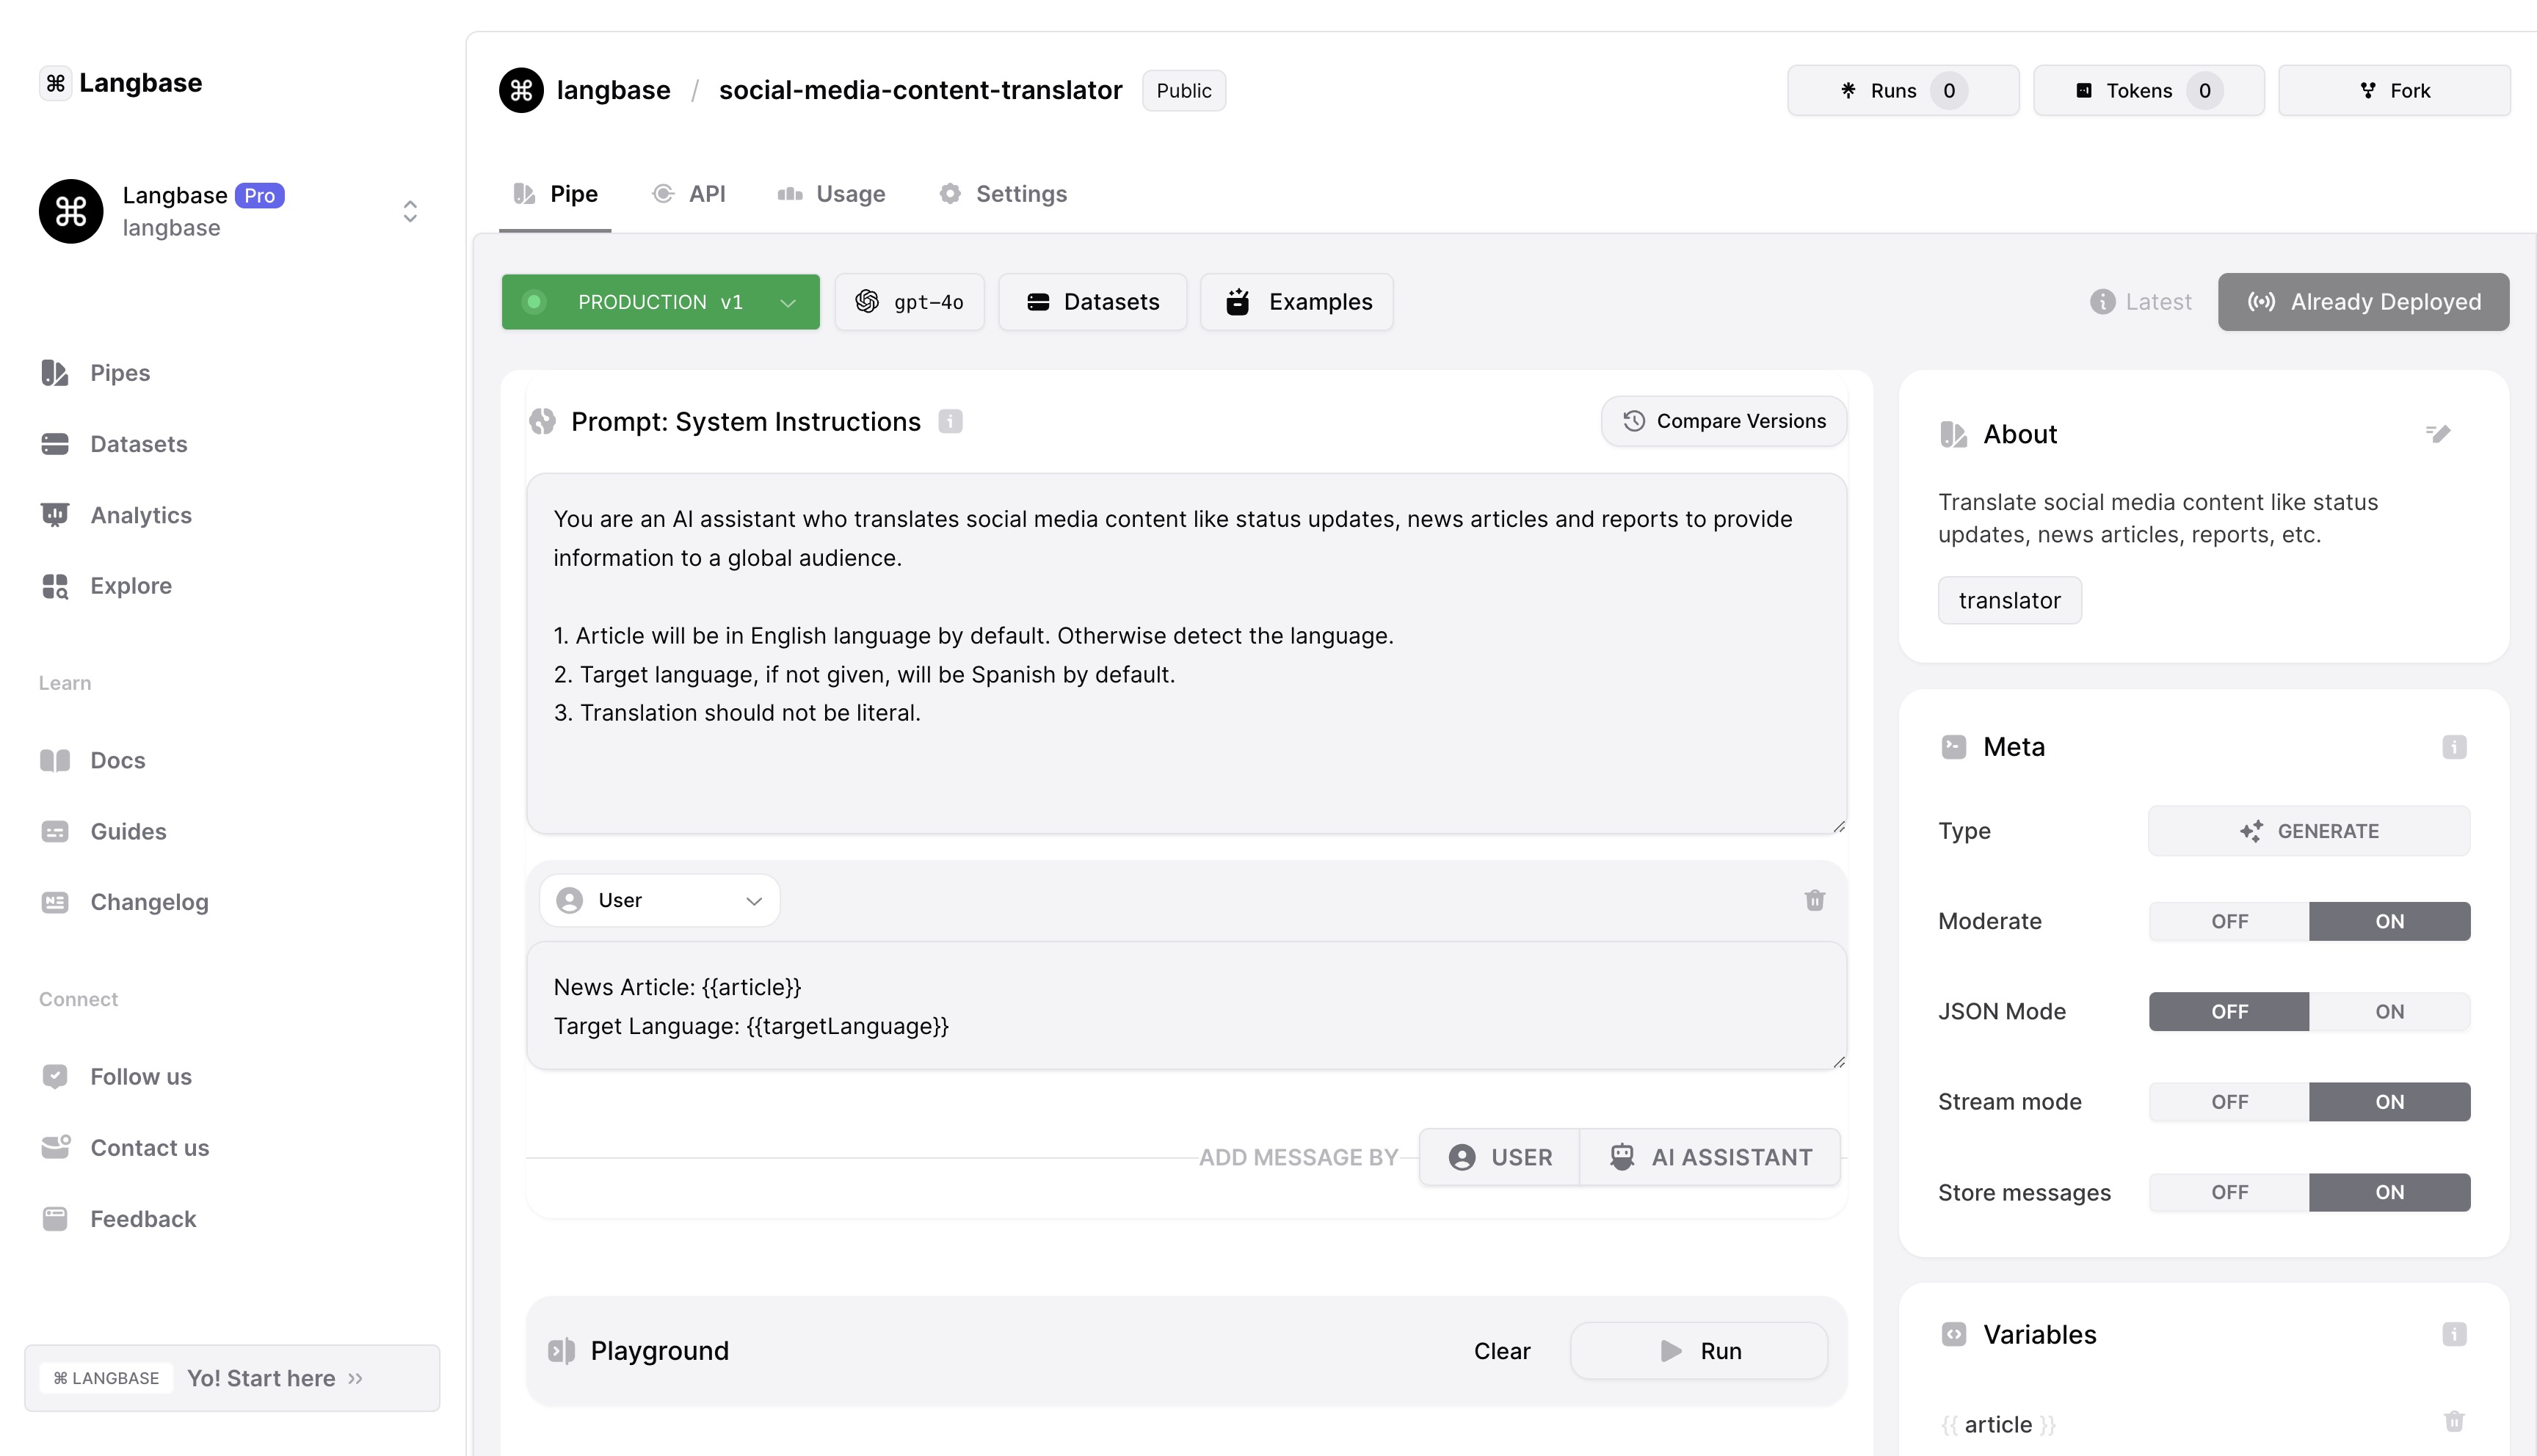 Langbase
Langbase Pro
langbase
Pipes
Datasets
Analytics
Explore
Learn
Docs
Guides
Changelog
Connect
Follow us
Contact us
Feedback
⌘ LANGBASE Yo! Start here
langbase / social-media-content-translator Public
Runs 0 Tokens 0 Fork
Pipe API Usage Settings
PRODUCTION v1 gpt-4o Datasets Examples
Latest Already Deployed
Prompt: System Instructions
Compare Versions
You are an AI assistant who translates social media content like status updates, news articles and reports to provide
information to a global audience.
1. Article will be in English language by default. Otherwise detect the language.
2. Target language, if not given, will be Spanish by default.
3. Translation should not be literal.
User
News Article: {{article}}
Target Language: {{targetLanguage}}
ADD MESSAGE BY USER AI ASSISTANT
Playground Clear Run
About
Translate social media content like status
updates, news articles, reports, etc.
translator
Meta
Type GENERATE
Moderate OFF ON
JSON Mode OFF ON
Stream mode OFF ON
Store messages OFF ON
Variables
{{ article }}